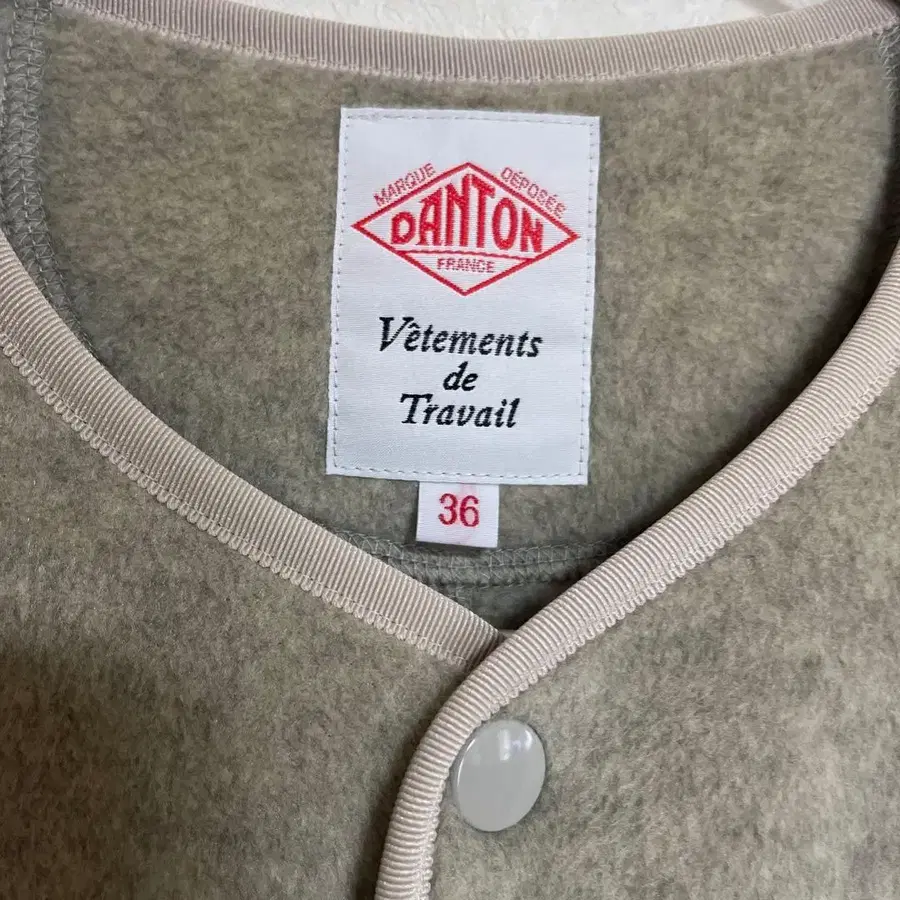 MARQUE DÉPOSÉE
DANTON
FRANCE
Vêtements
de
Travail
36